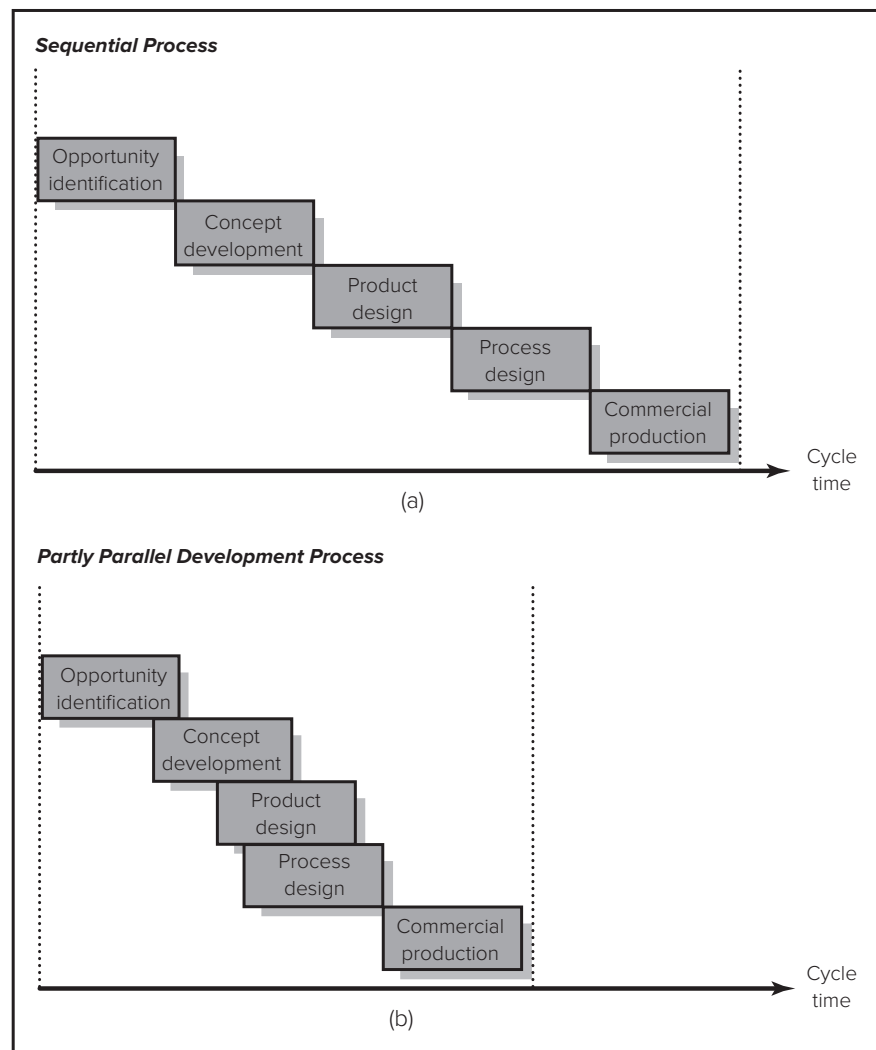 Sequential Process
Opportunity
identification
Concept
development
Product
design
Process
design
Commercial
production
Cycle
time
(a)
Partly Parallel Development Process
Opportunity
identification
Concept
development
Product
design
Process
design
Commercial
production
Cycle
time
(b)